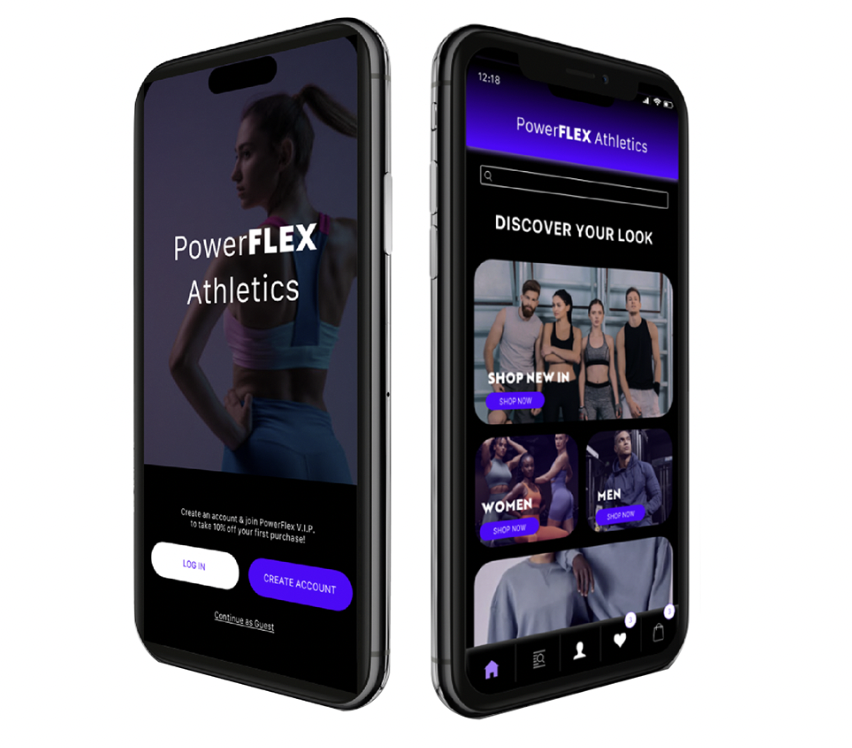 PowerFLEX
Athletics
Create an account & join PowerFlex V.I.P.
to take 10% off your first purchase!
LOG IN
CREATE ACCOUNT
Continue as Guest
12:18
PowerFLEX Athletics
DISCOVER YOUR LOOK
SHOP NEW IN
SHOP NOW
WOMEN
SHOP NOW
MEN
SHOP NOW